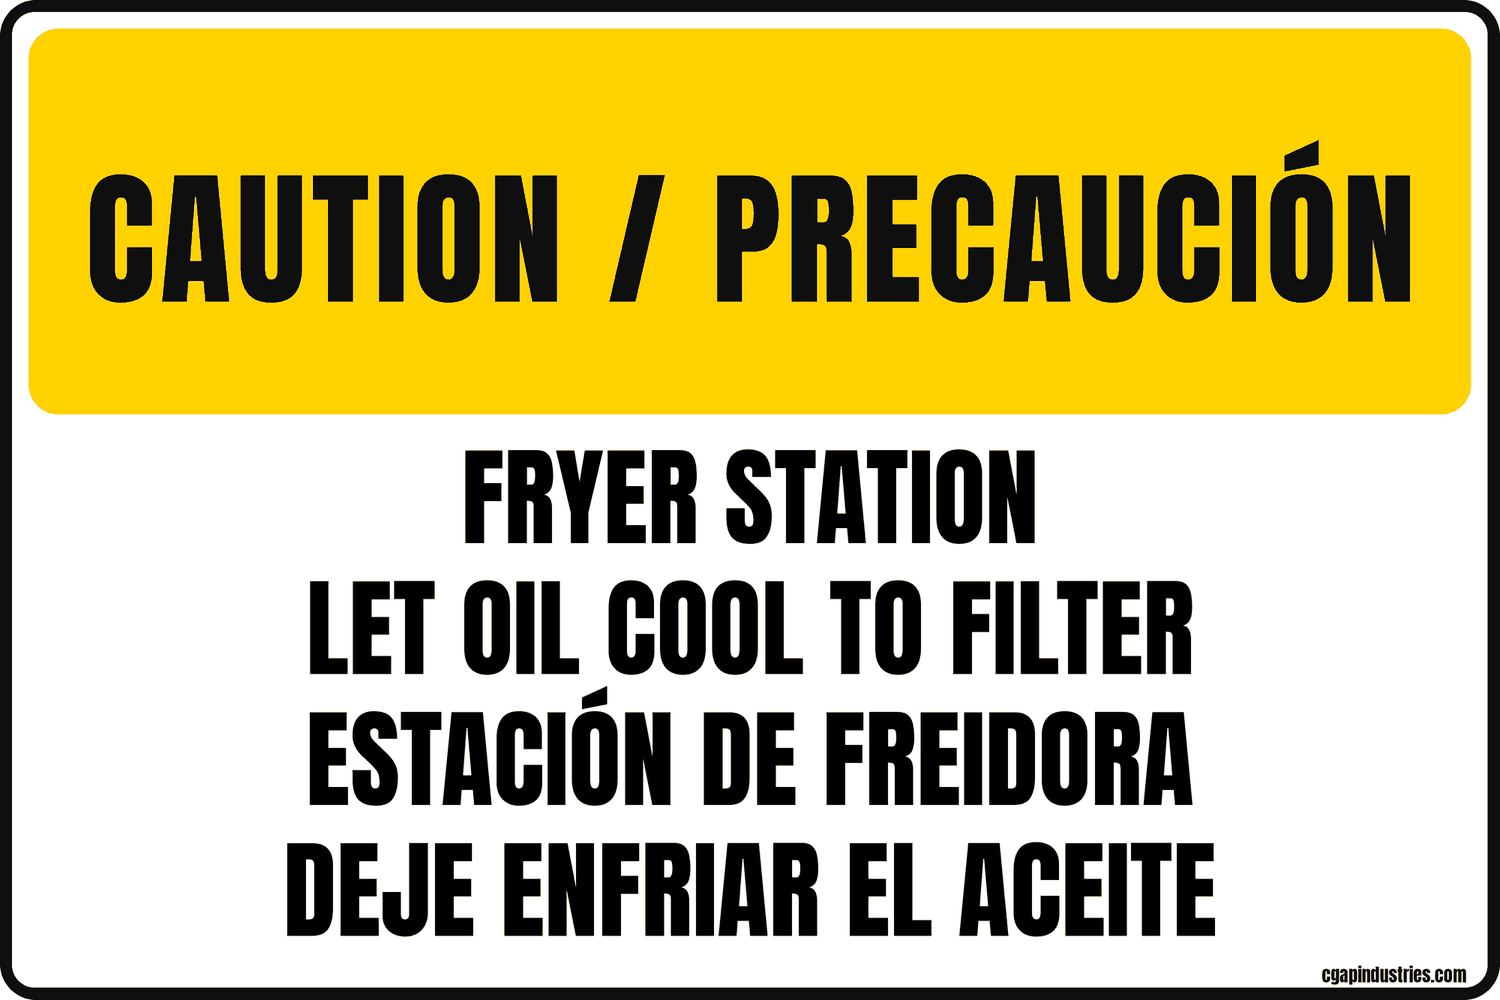 CAUTION / PRECAUCIÓN
FRYER STATION
LET OIL COOL TO FILTER
ESTACIÓN DE FREIDORA
DEJE ENFRIAR EL ACEITE
cgapindustries.com